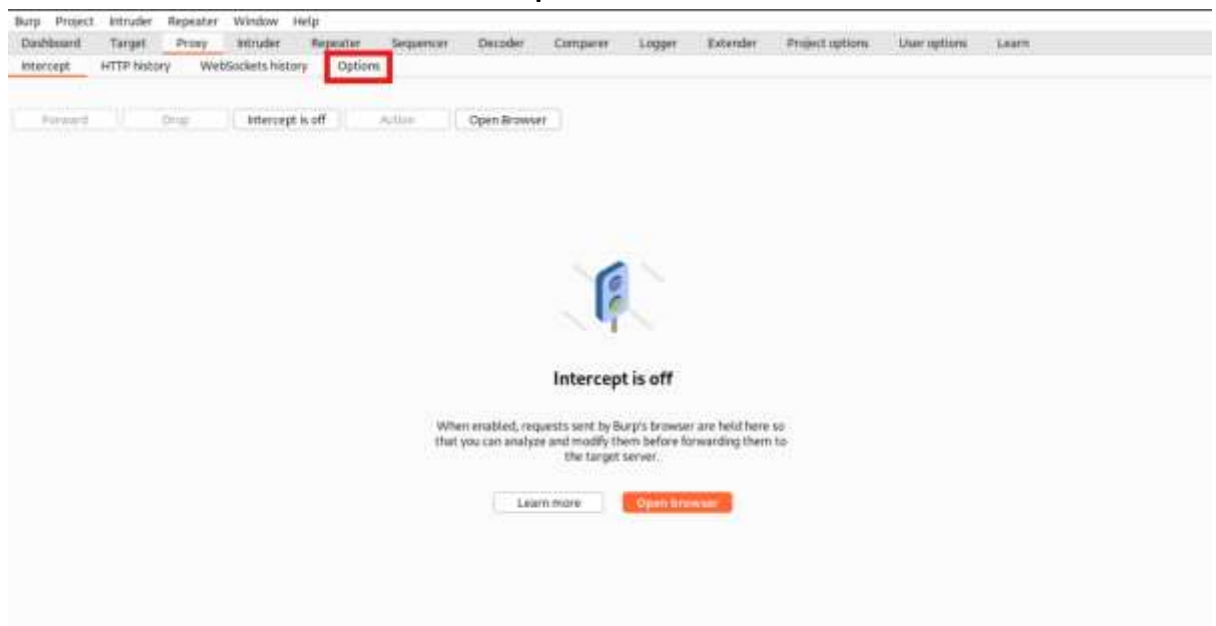 Burp Project Intruder Repeater Window Help
Dashboard Target Proxy Intruder Repeater Sequencer Decoder Comparer Logger Extender Project options User options Learn
Intercept HTTP history WebSockets history Options
Forward Drop Intercept is off Action Open Browser
Intercept is off
When enabled, requests sent by Burp's browser are held here so
that you can analyze and modify them before forwarding them to
the target server.
Learn more Open browser